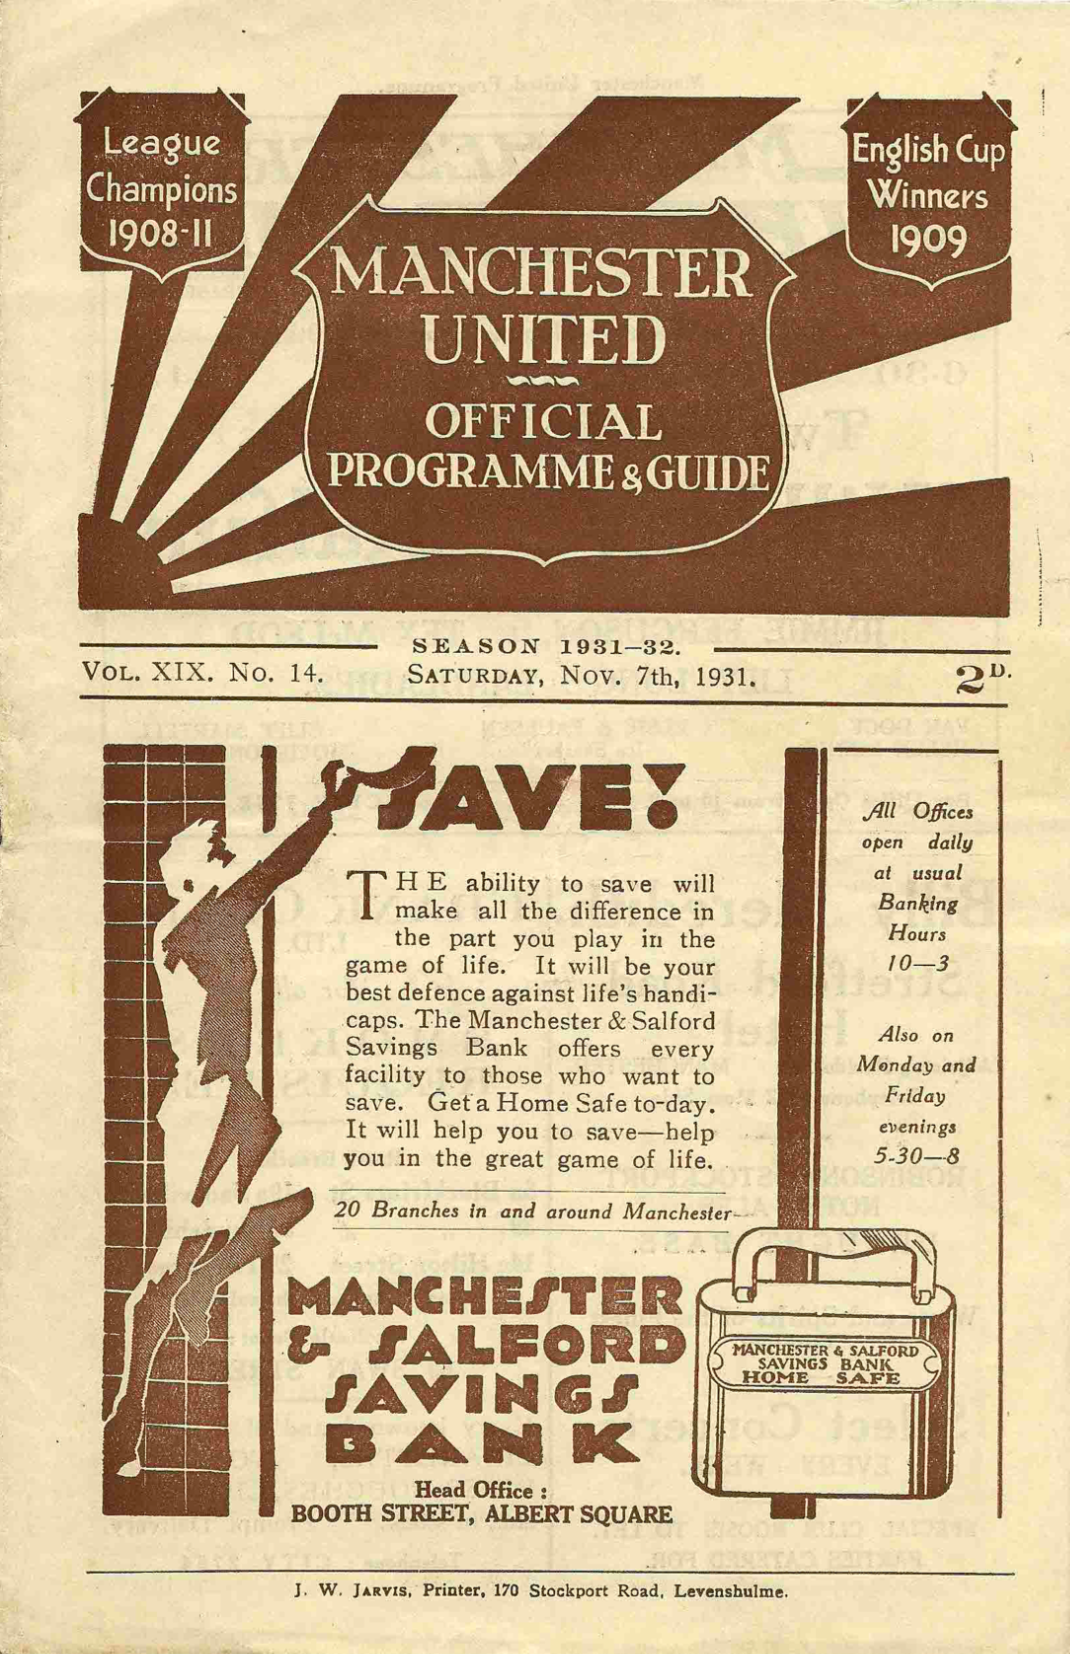 League
Champions
1908-11
English Cup
Winners
1909
MANCHESTER
UNITED
OFFICIAL
PROGRAMME & GUIDE
SEASON 1931–32.
VOL. XIX. No. 14.
SATURDAY, Nov. 7th, 1931.
2D.
SAVE!
THE ability to save will
make all the difference in
the part you play in the
game of life. It will be your
best defence against life's handi-
caps. The Manchester & Salford
Savings Bank offers every
facility to those who want to
save. Get a Home Safe to-day.
It will help you to save—help
you in the great game of life.
20 Branches in and around Manchester
MANCHESTER
& SALFORD
SAVINGS
BANK
Head Office :
BOOTH STREET, ALBERT SQUARE
All Offices
open daily
at usual
Banking
Hours
10—3
Also on
Monday and
Friday
evenings
5-30—8
MANCHESTER & SALFORD
SAVINGS BANK
HOME SAFE
J. W. JARVIS, Printer, 170 Stockport Road, Levenshulme.